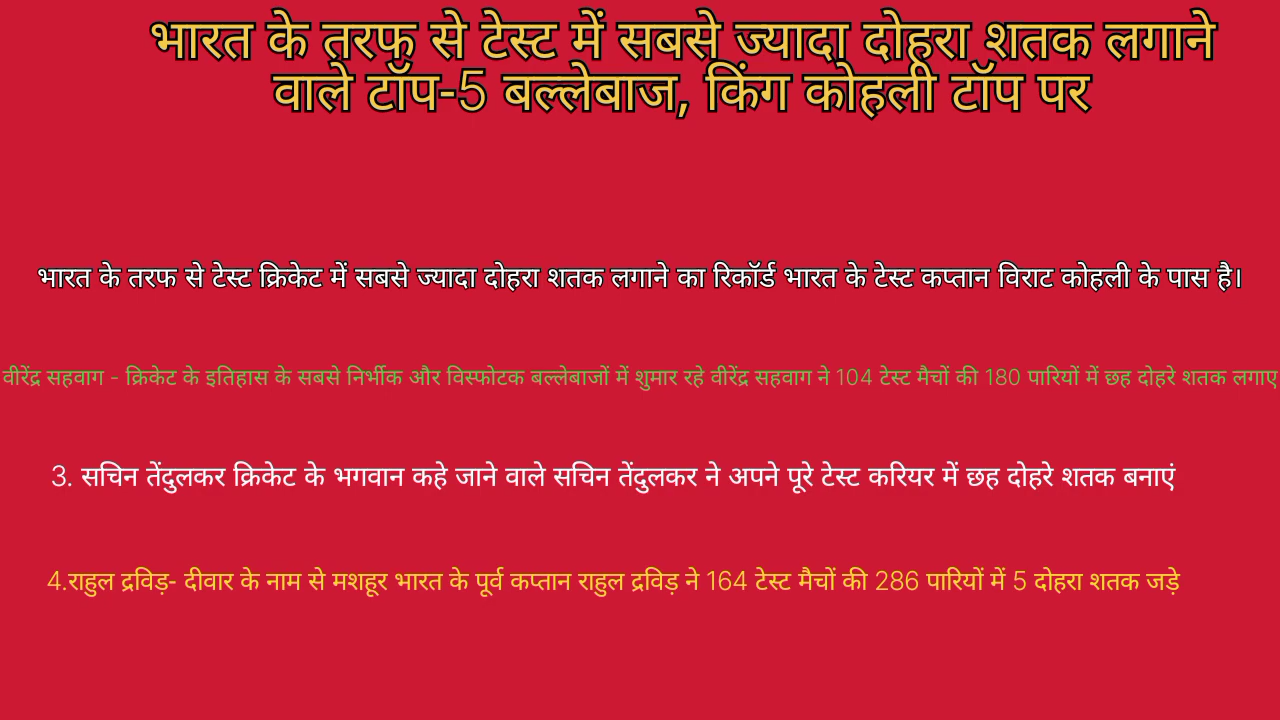 भारत के तरफ से टेस्ट में सबसे ज्यादा दोहरा शतक लगाने
वाले टॉप-5 बल्लेबाज, किंग कोहली टॉप पर
भारत के तरफ से टेस्ट क्रिकेट में सबसे ज्यादा दोहरा शतक लगाने का रिकॉर्ड भारत के टेस्ट कप्तान विराट कोहली के पास है।
वीरेंद्र सहवाग - क्रिकेट के इतिहास के सबसे निर्भीक और विस्फोटक बल्लेबाजों में शुमार रहे वीरेंद्र सहवाग ने 104 टेस्ट मैचों की 180 पारियों में छह दोहरे शतक लगाए
3. सचिन तेंदुलकर क्रिकेट के भगवान कहे जाने वाले सचिन तेंदुलकर ने अपने पूरे टेस्ट करियर में छह दोहरे शतक बनाएं
4.राहुल द्रविड़- दीवार के नाम से मशहूर भारत के पूर्व कप्तान राहुल द्रविड़ ने 164 टेस्ट मैचों की 286 पारियों में 5 दोहरा शतक जड़े